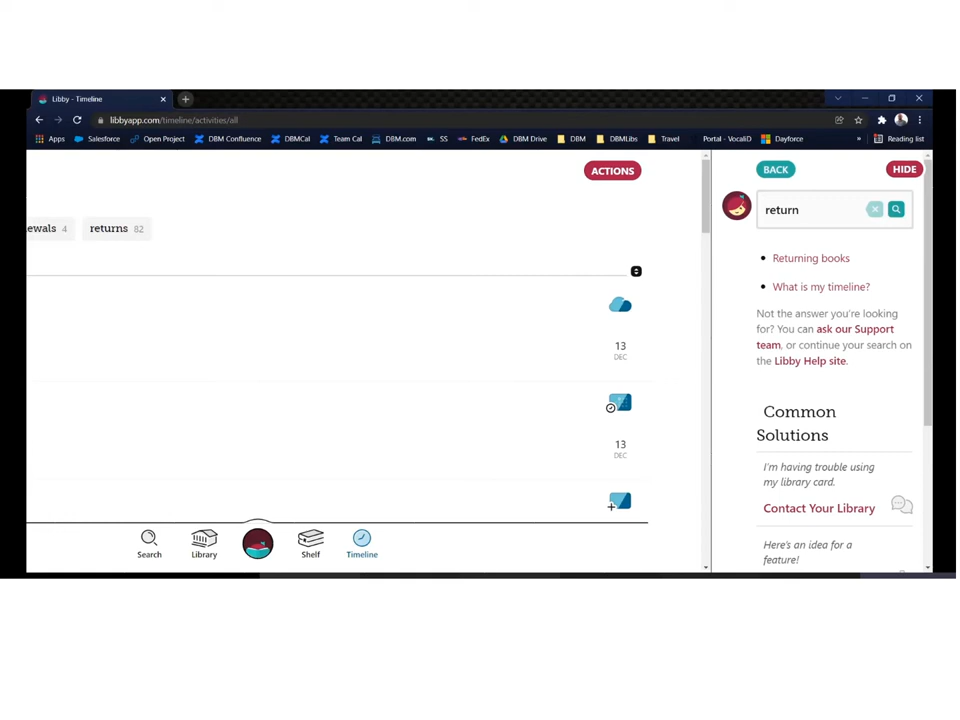 Libby - Timeline
libbyapp.com/timeline/activities/all
Apps Salesforce Open Project DBM Confluence DBMCal Team Cal DBM.com SS FedEx DBM Drive DBM DBMLibs Travel Portal - VocaliD Dayforce » Reading list
ACTIONS
ewals 4 returns 82
13
DEC
13
DEC
Search Library Shelf Timeline
BACK HIDE
return
Returning books
What is my timeline?
Not the answer you're looking
for? You can ask our Support
team, or continue your search on
the Libby Help site.
Common
Solutions
I'm having trouble using
my library card.
Contact Your Library
Here's an idea for a
feature!